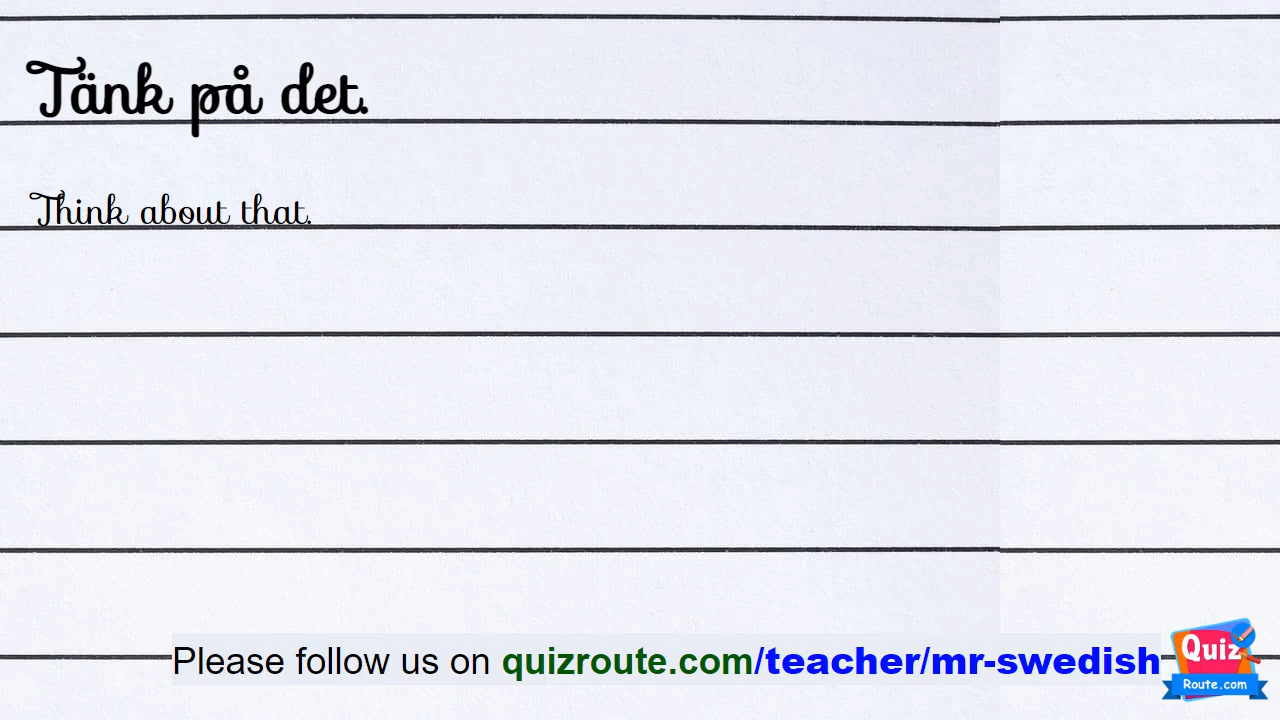 Tänk på det.
Think about that.
Please follow us on quizroute.com/teacher/mr-swedish
Quiz
Route.com